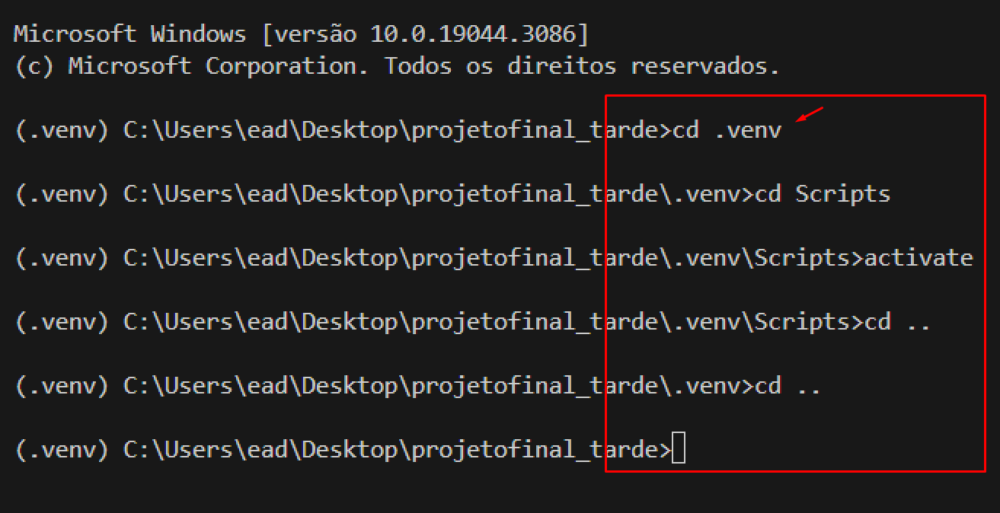 Microsoft Windows [versão 10.0.19044.3086]
(c) Microsoft Corporation. Todos os direitos reservados.
(.venv) C:\Users\ead\Desktop\projetofinal_tarde>cd .venv
(.venv) C:\Users\ead\Desktop\projetofinal_tarde\.venv>cd Scripts
(.venv) C:\Users\ead\Desktop\projetofinal_tarde\.venv\Scripts>activate
(.venv) C:\Users\ead\Desktop\projetofinal_tarde\.venv\Scripts>cd ..
(.venv) C:\Users\ead\Desktop\projetofinal_tarde\.venv>cd ..
(.venv) C:\Users\ead\Desktop\projetofinal_tarde>